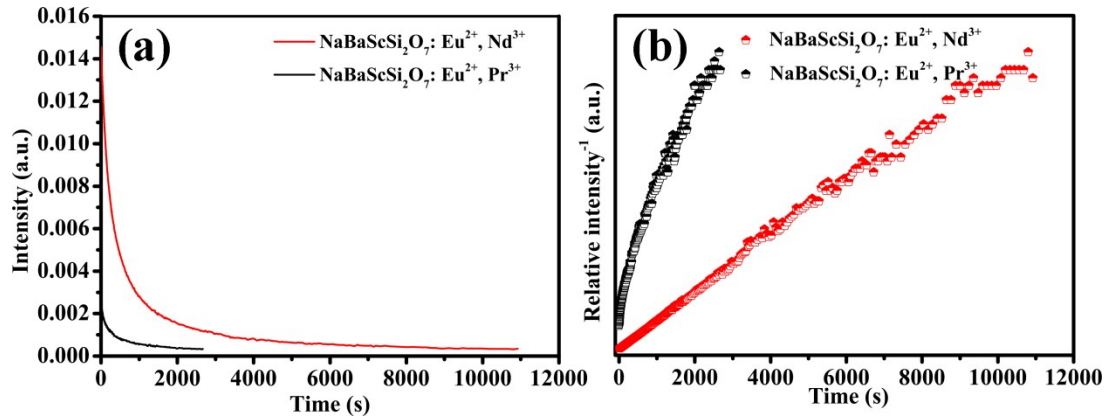 (a)
NaBaScSi₂O₇: Eu²⁺, Nd³⁺
NaBaScSi₂O₇: Eu²⁺, Pr³⁺
Intensity (a.u.)
0.016
0.014
0.012
0.010
0.008
0.006
0.004
0.002
0.000
0 2000 4000 6000 8000 10000 12000
Time (s)
(b)
NaBaScSi₂O₇: Eu²⁺, Nd³⁺
NaBaScSi₂O₇: Eu²⁺, Pr³⁺
Relative intensity⁻¹ (a.u.)
0 2000 4000 6000 8000 10000 12000
Time (s)